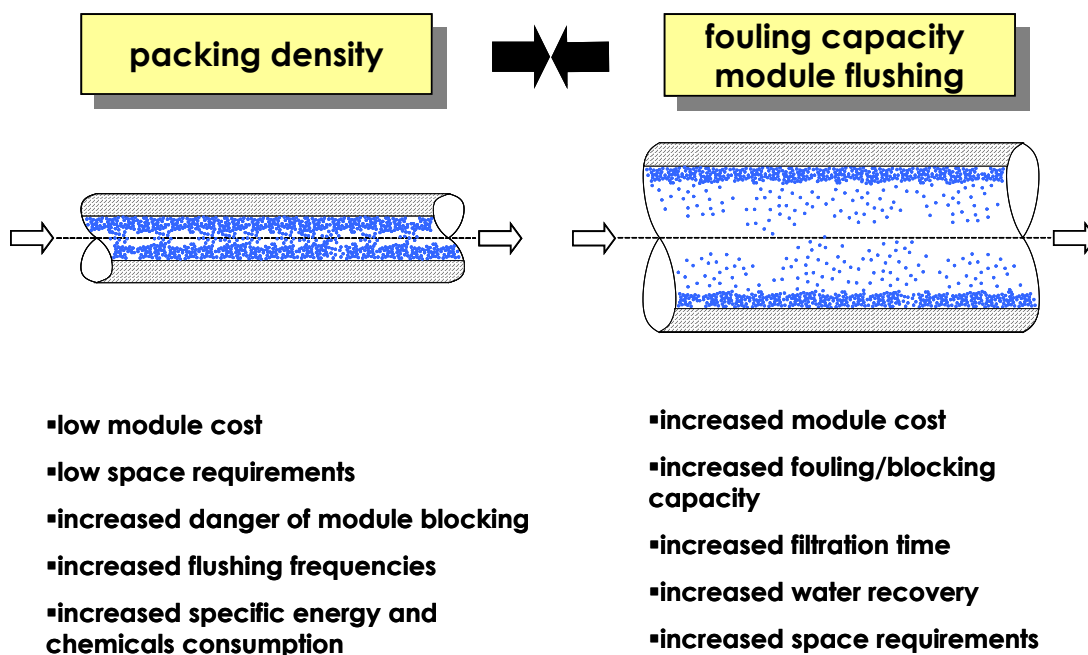 packing density
fouling capacity
module flushing
▪low module cost
▪low space requirements
▪increased danger of module blocking
▪increased flushing frequencies
▪increased specific energy and
chemicals consumption
▪increased module cost
▪increased fouling/blocking
capacity
▪increased filtration time
▪increased water recovery
▪increased space requirements